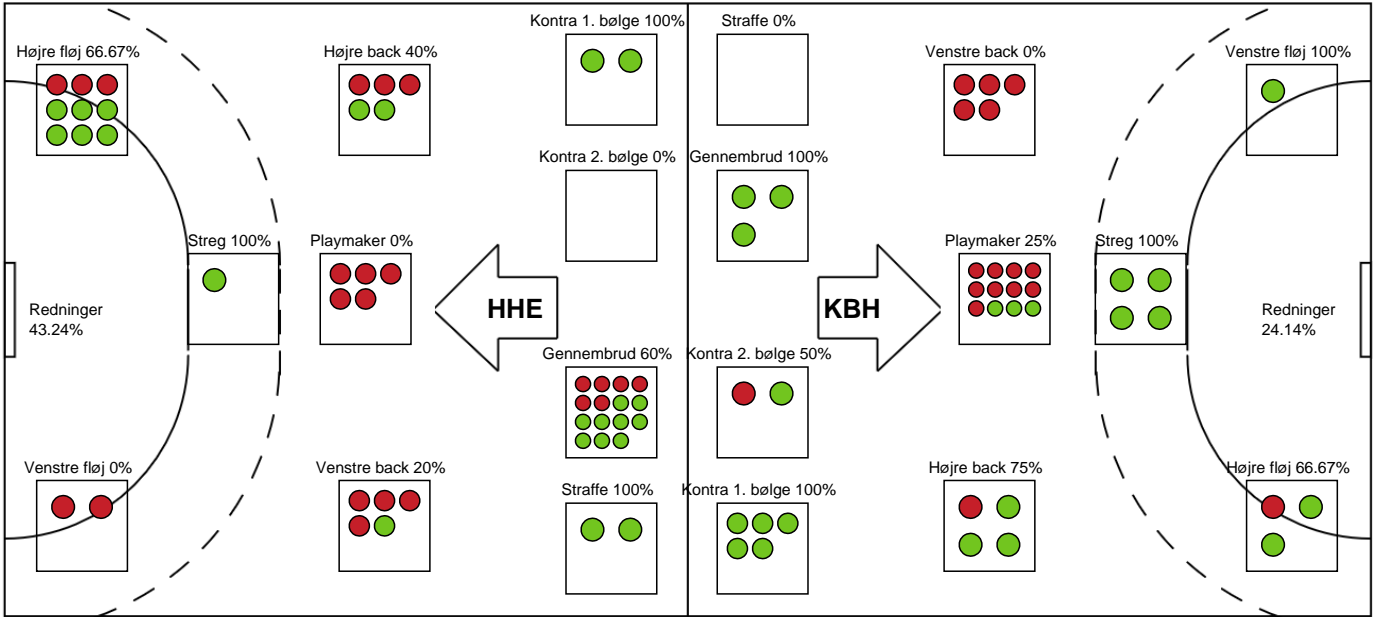 Kontra 1. bølge 100%
Straffe 0%
Højre fløj 66.67%
Højre back 40%
Venstre back 0%
Venstre fløj 100%
Kontra 2. bølge 0%
Gennembrud 100%
Streg 100%
Playmaker 0%
Playmaker 25%
Streg 100%
Redninger
43.24%
HHE
KBH
Redninger
24.14%
Gennembrud 60%
Kontra 2. bølge 50%
Venstre fløj 0%
Venstre back 20%
Højre back 75%
Højre fløj 66.67%
Straffe 100%
Kontra 1. bølge 100%